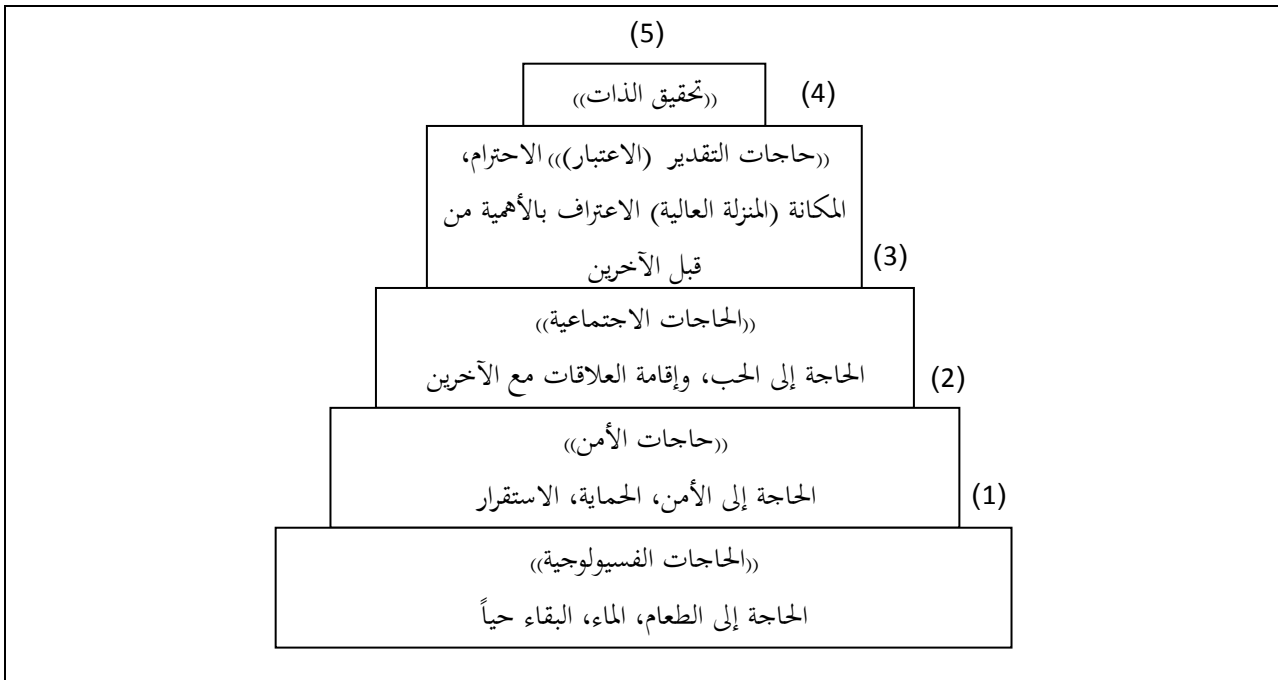 (5)
((تحقيق الذات)) (4)
((حاجات التقدير (الاعتبار))) الاحترام،
المكانة (المنزلة العالية) الاعتراف بالأهمية من
قبل الآخرين (3)
((الحاجات الاجتماعية))
الحاجة إلى الحب، وإقامة العلاقات مع الآخرين (2)
((حاجات الأمن))
الحاجة إلى الأمن، الحماية، الاستقرار (1)
((الحاجات الفسيولوجية))
الحاجة إلى الطعام، الماء، البقاء حياً